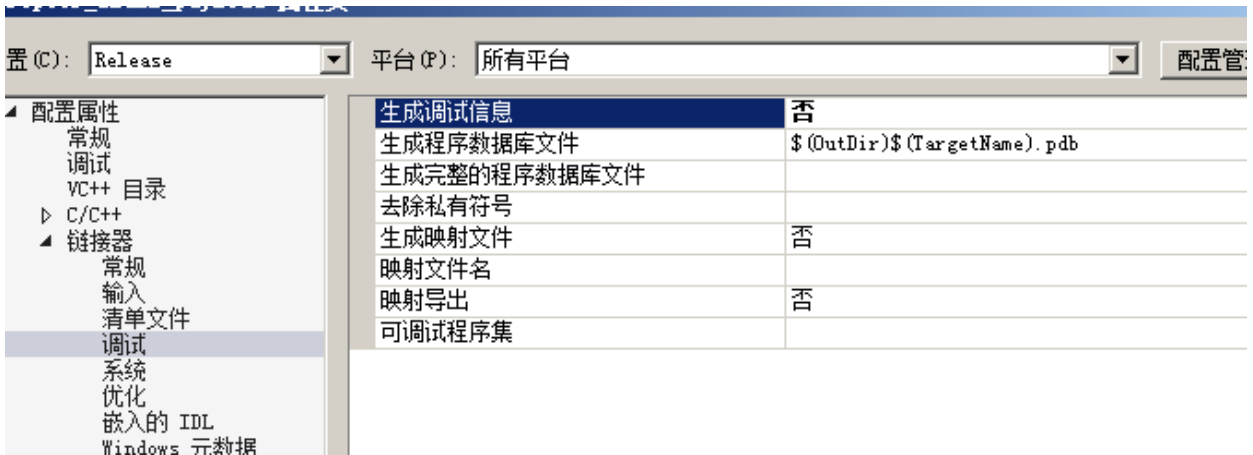 置(C): Release 平台(P): 所有平台 配置管
配置属性
常规
调试
VC++ 目录
C/C++
链接器
常规
输入
清单文件
调试
系统
优化
嵌入的 IDL
Windows 元数据
生成调试信息 否
生成程序数据库文件 $(OutDir)$(TargetName).pdb
生成完整的程序数据库文件
去除私有符号
生成映射文件 否
映射文件名
映射导出 否
可调试程序集